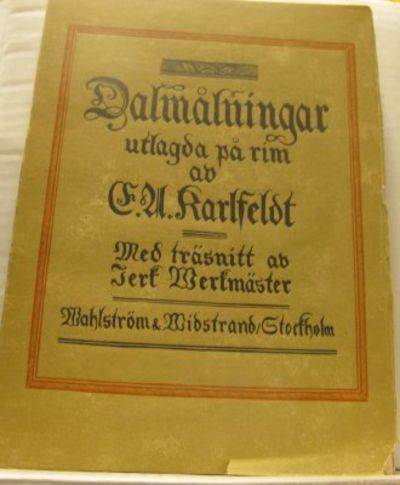 Dalmålningar
utlagda på rim
av
E.A. Karlfeldt
Med träsnitt av
Jerk Werkmäster
Wahlström & Widstrand/Stockholm